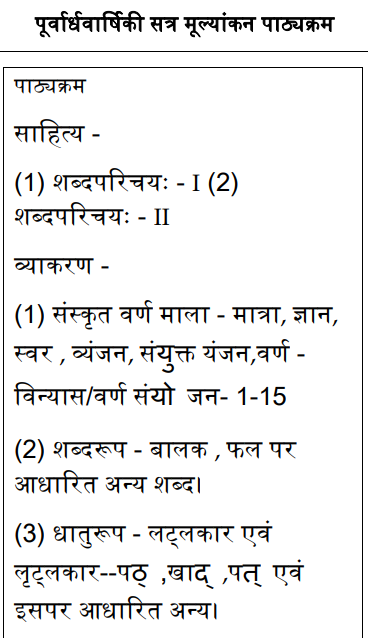 पूर्वार्धवार्षिकी सत्र मूल्यांकन पाठ्यक्रम
पाठ्यक्रम
साहित्य -
(1) शब्दपरिचयः - I (2)
शब्दपरिचयः - II
व्याकरण -
(1) संस्कृत वर्ण माला - मात्रा, ज्ञान,
स्वर , व्यंजन, संयुक्त यंजन,वर्ण -
विन्यास/वर्ण संयो जन- 1-15
(2) शब्दरूप - बालक , फल पर
आधारित अन्य शब्द।
(3) धातुरूप - लट्लकार एवं
लृट्लकार--पठ् ,खाद् ,पत् एवं
इसपर आधारित अन्य।